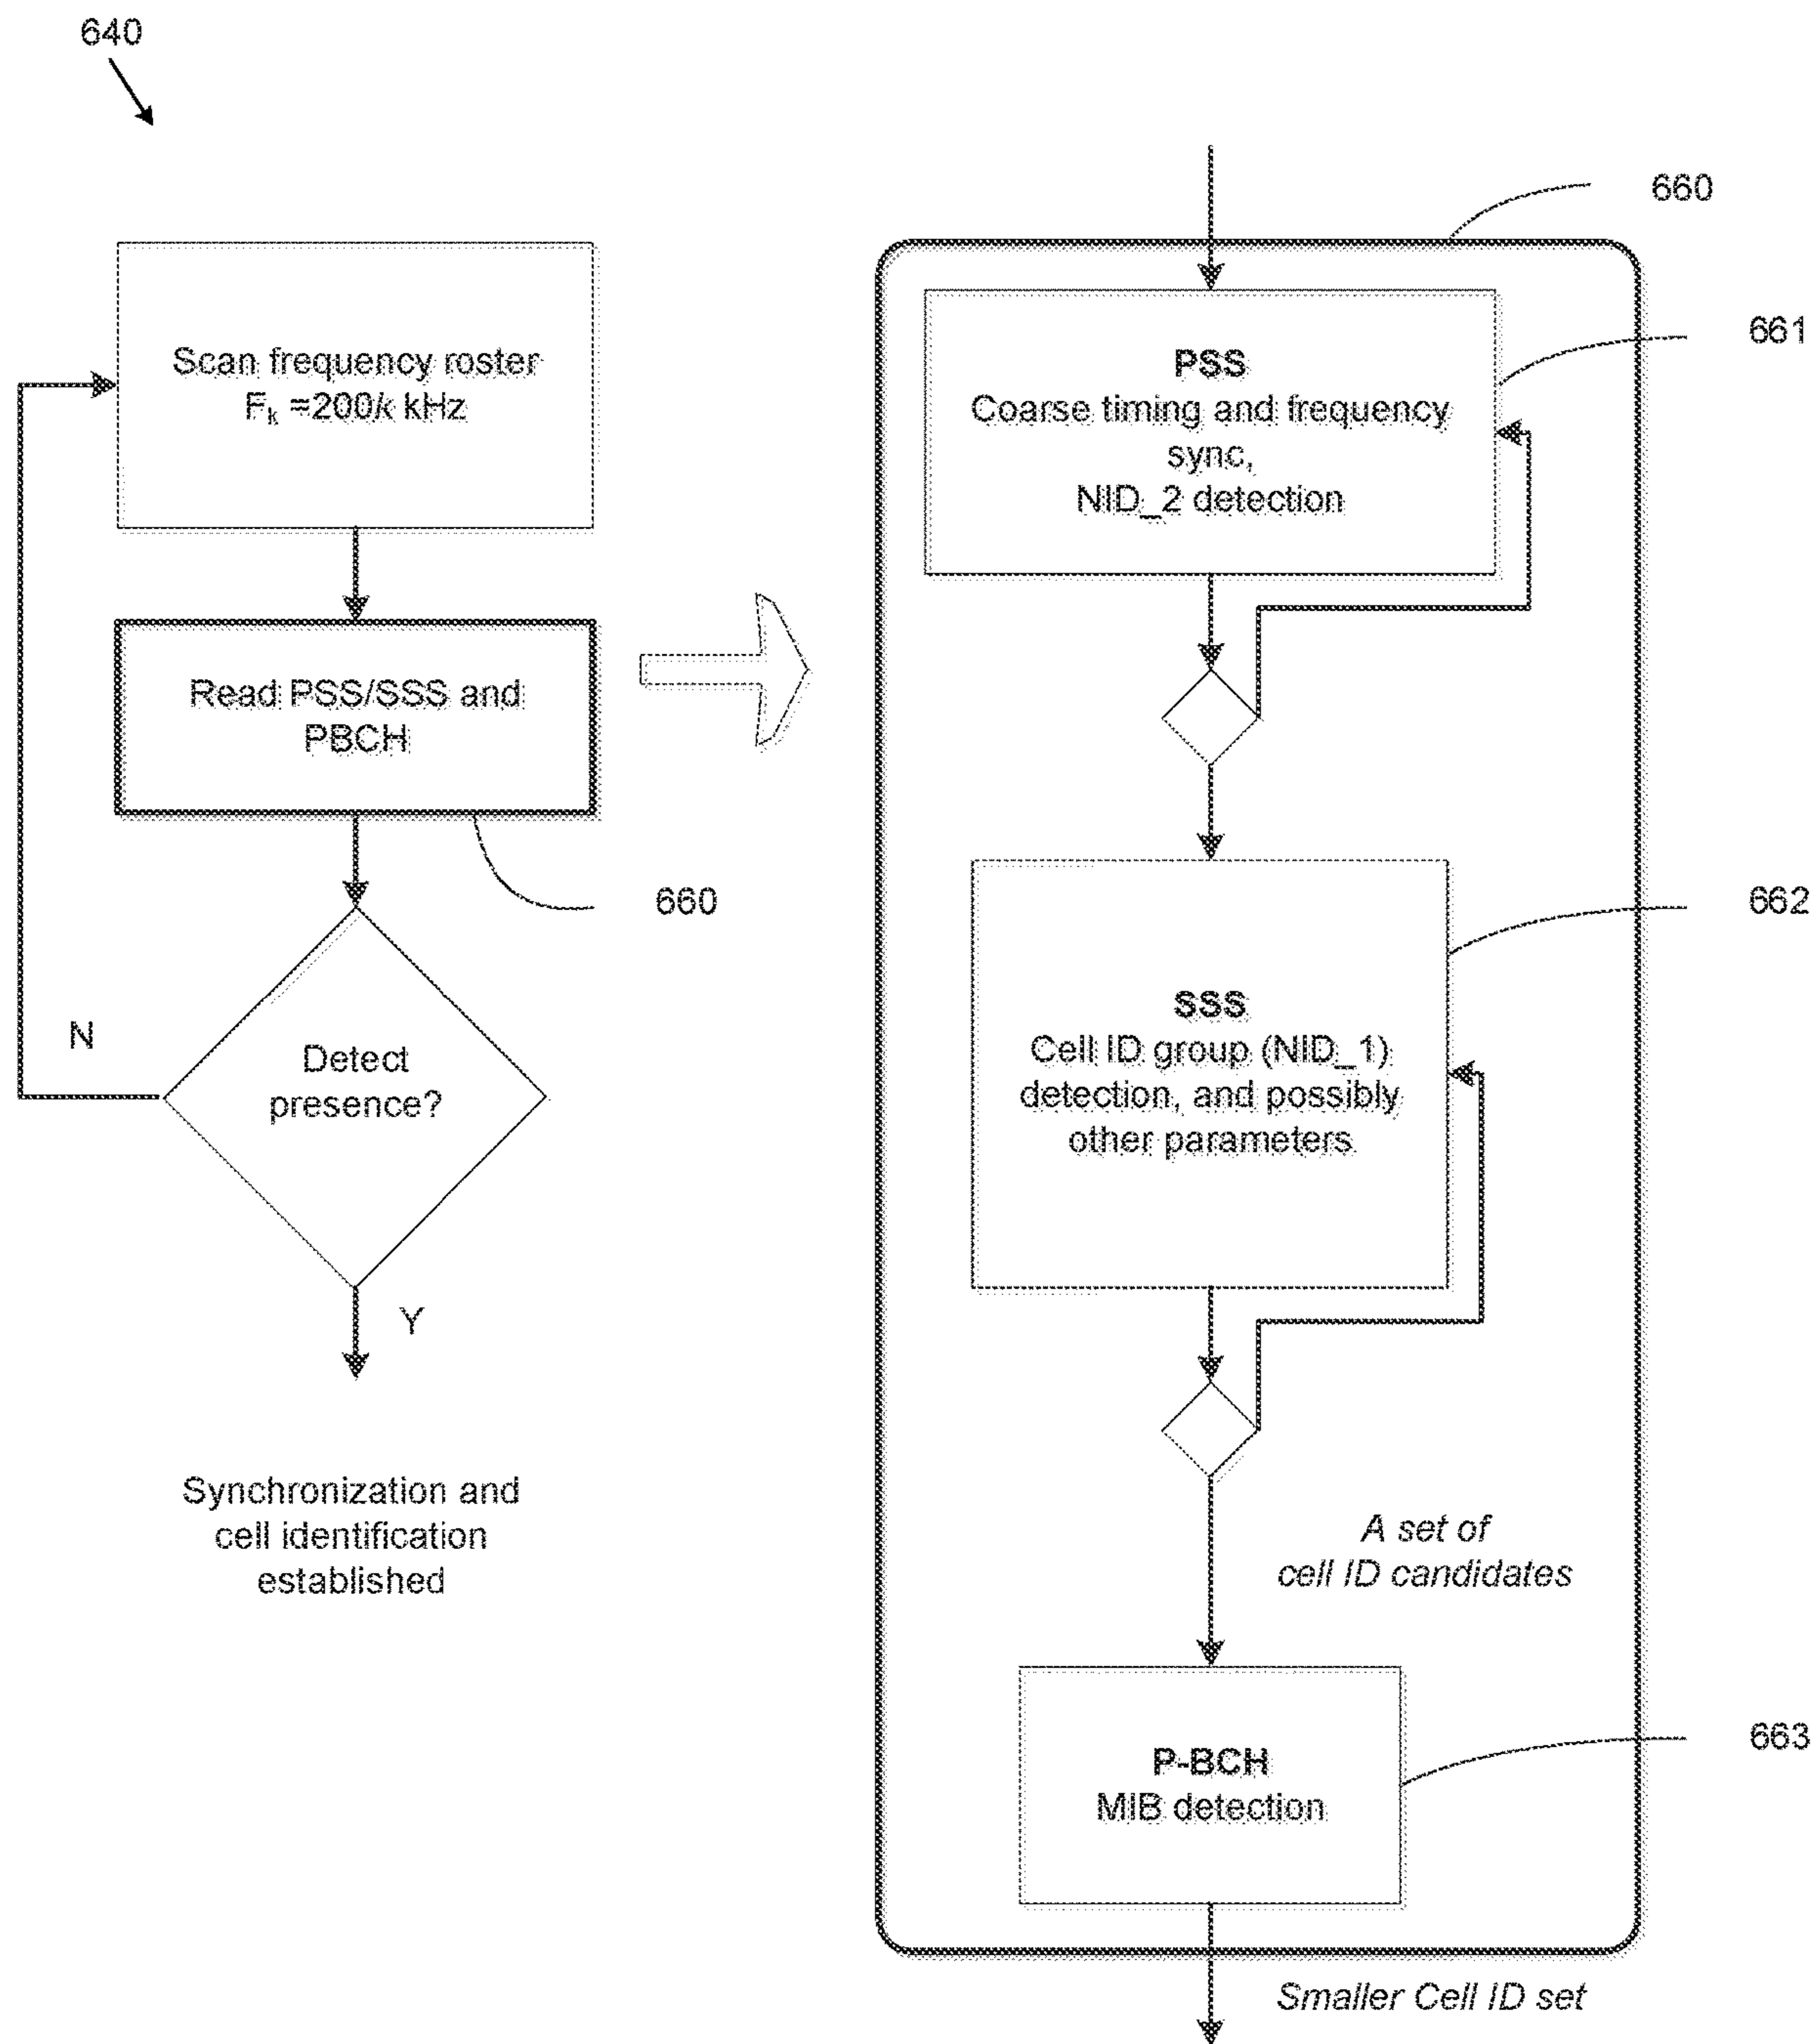 640
Scan frequency roster
Fk =200k kHz
Read PSS/SSS and
PBCH
660
Detect
presence?
N
Y
Synchronization and
cell identification
established
660
PSS
Coarse timing and frequency
sync,
NID_2 detection
661
SSS
Cell ID group (NID_1)
detection, and possibly
other parameters
662
A set of
cell ID candidates
P-BCH
MIB detection
663
Smaller Cell ID set